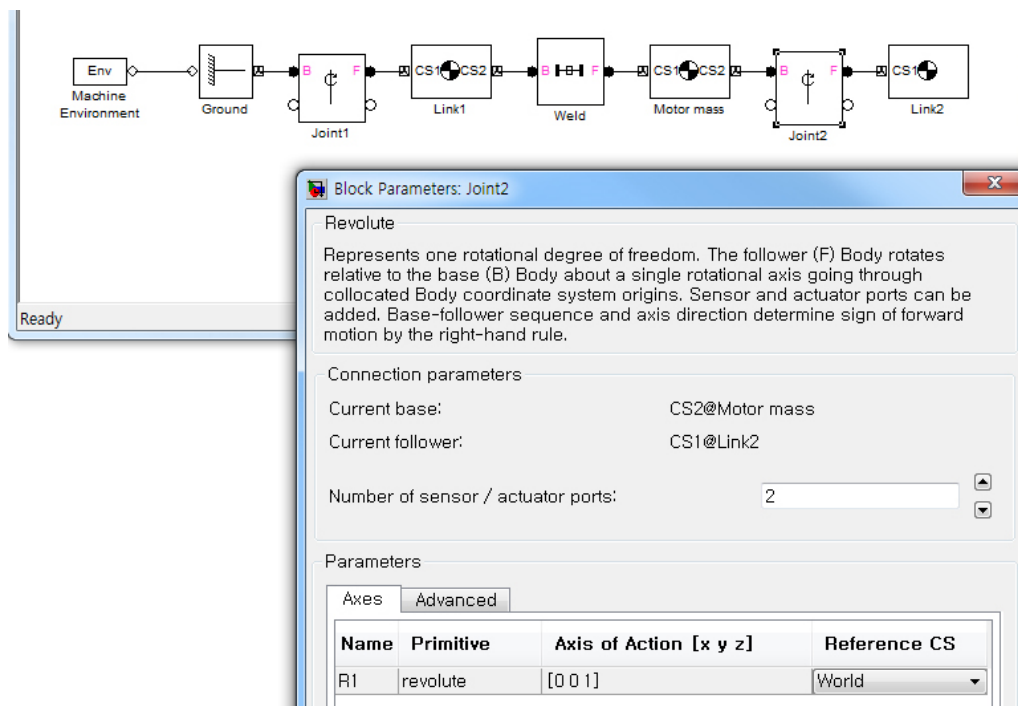 Env
Machine
Environment
Ground
B F
Joint1
CS1 CS2
Link1
B F
Weld
CS1 CS2
Motor mass
B F
Joint2
CS1
Link2
Ready
Block Parameters: Joint2
Revolute
Represents one rotational degree of freedom. The follower (F) Body rotates
relative to the base (B) Body about a single rotational axis going through
collocated Body coordinate system origins. Sensor and actuator ports can be
added. Base-follower sequence and axis direction determine sign of forward
motion by the right-hand rule.
Connection parameters
Current base: CS2@Motor mass
Current follower: CS1@Link2
Number of sensor / actuator ports: 2
Parameters
Axes Advanced
Name Primitive Axis of Action [x y z] Reference CS
R1 revolute [0 0 1] World